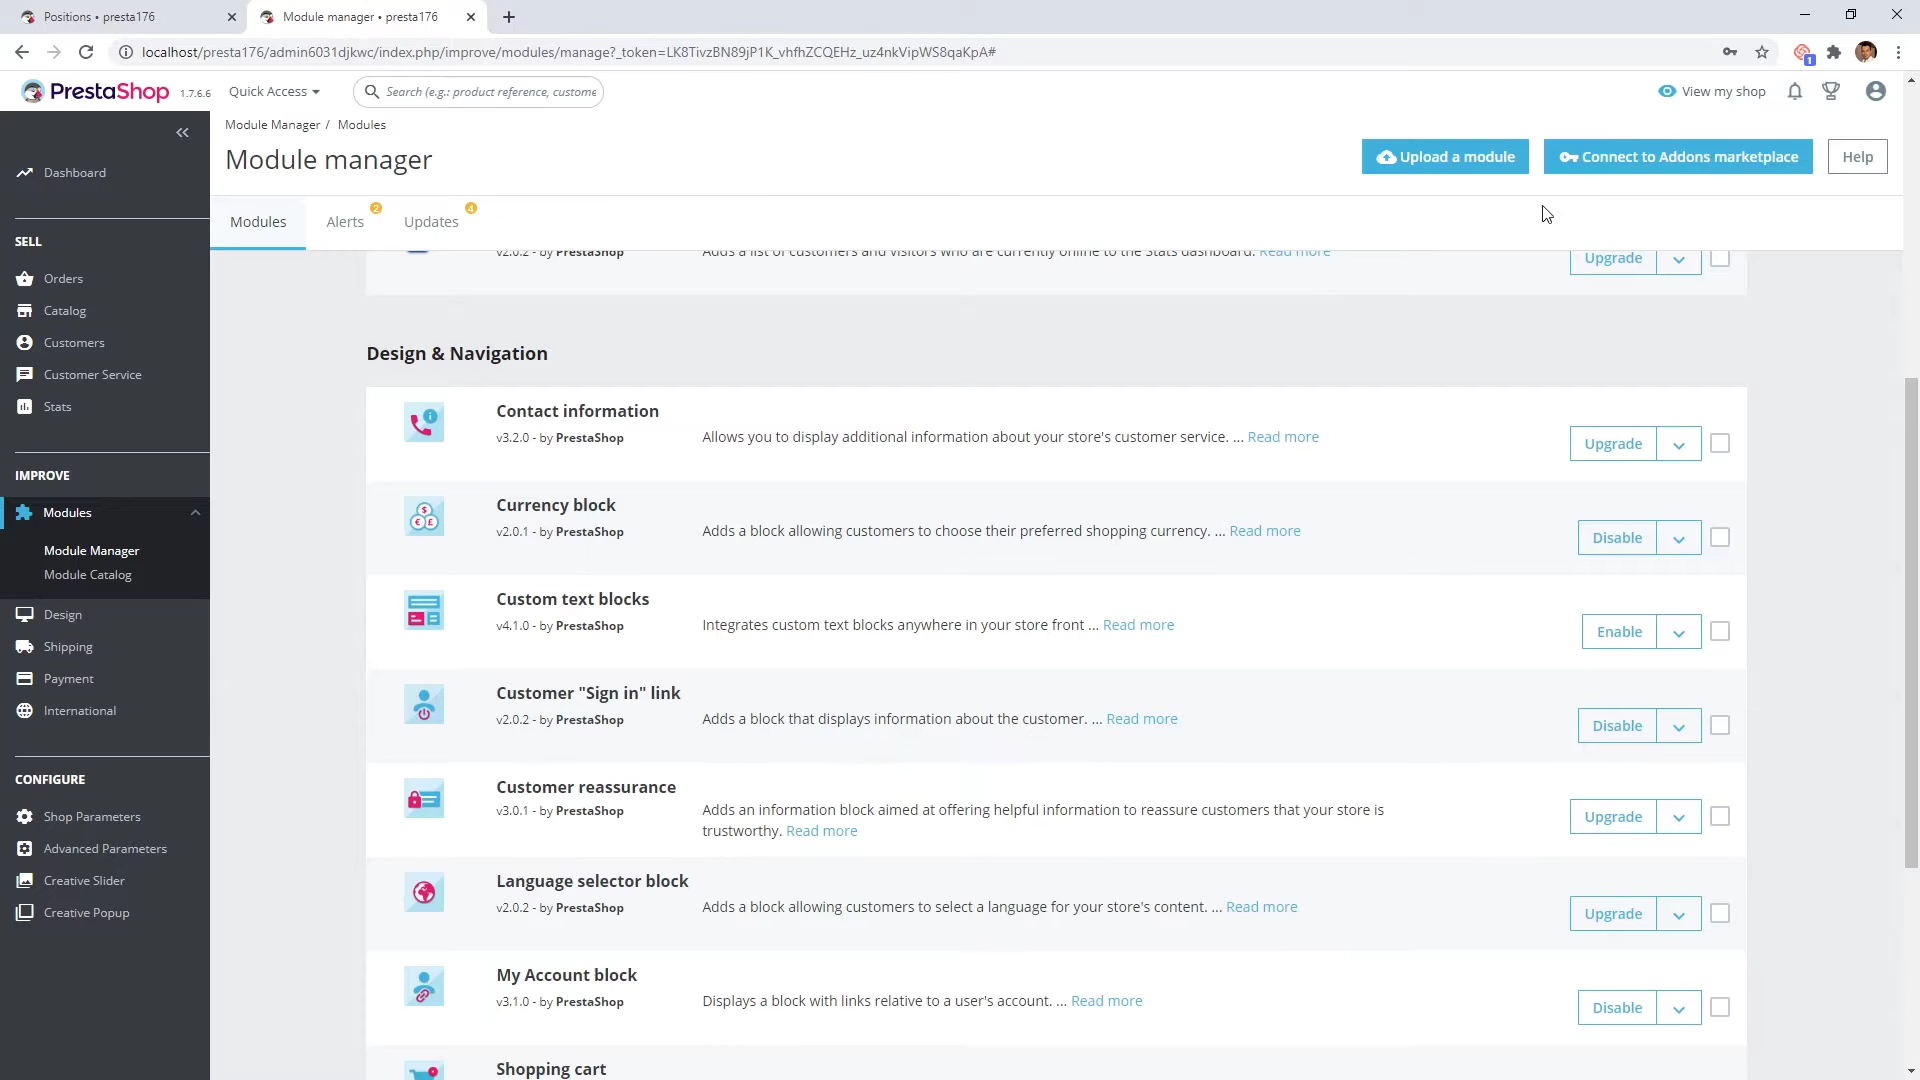 Positions • presta176
Module manager • presta176
localhost/presta176/admin6031djkwc/index.php/improve/modules/manage?_token=LK8TivzBN89jP1K_vhfhZCQEHz_uz4nkVipWS8qaKpA#
1
PrestaShop 1.7.6.6
Quick Access
Search (e.g.: product reference, custome
View my shop
Module Manager / Modules
Module manager
Upload a module
Connect to Addons marketplace
Help
Modules
Alerts 2
Updates 4
Dashboard
SELL
Orders
Catalog
Customers
Customer Service
Stats
IMPROVE
Modules
Module Manager
Module Catalog
Design
Shipping
Payment
International
CONFIGURE
Shop Parameters
Advanced Parameters
Creative Slider
Creative Popup
v2.0.2 - by PrestaShop
Adds a list of customers and visitors who are currently online to the Stats dashboard. Read more
Upgrade
Design & Navigation
Contact information
v3.2.0 - by PrestaShop
Allows you to display additional information about your store's customer service. ... Read more
Upgrade
Currency block
v2.0.1 - by PrestaShop
Adds a block allowing customers to choose their preferred shopping currency. ... Read more
Disable
Custom text blocks
v4.1.0 - by PrestaShop
Integrates custom text blocks anywhere in your store front ... Read more
Enable
Customer "Sign in" link
v2.0.2 - by PrestaShop
Adds a block that displays information about the customer. ... Read more
Disable
Customer reassurance
v3.0.1 - by PrestaShop
Adds an information block aimed at offering helpful information to reassure customers that your store is
trustworthy. Read more
Upgrade
Language selector block
v2.0.2 - by PrestaShop
Adds a block allowing customers to select a language for your store's content. ... Read more
Upgrade
My Account block
v3.1.0 - by PrestaShop
Displays a block with links relative to a user's account. ... Read more
Disable
Shopping cart